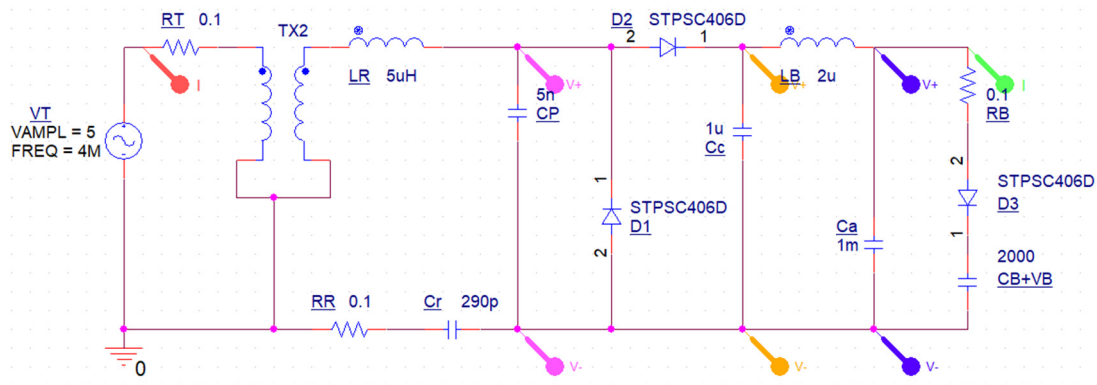 RT 0.1
TX2
D2 STPSC406D
2 1
LR 5uH
LB 2u
I
V+
V+
V+
I
VT
VAMPL = 5
FREQ = 4M
5n
CP
1u
Cc
0.1
RB
2
STPSC406D
D3
1
1
STPSC406D
D1
2
Ca
1m
2000
CB+VB
RR 0.1
Cr 290p
0
V-
V-
V-